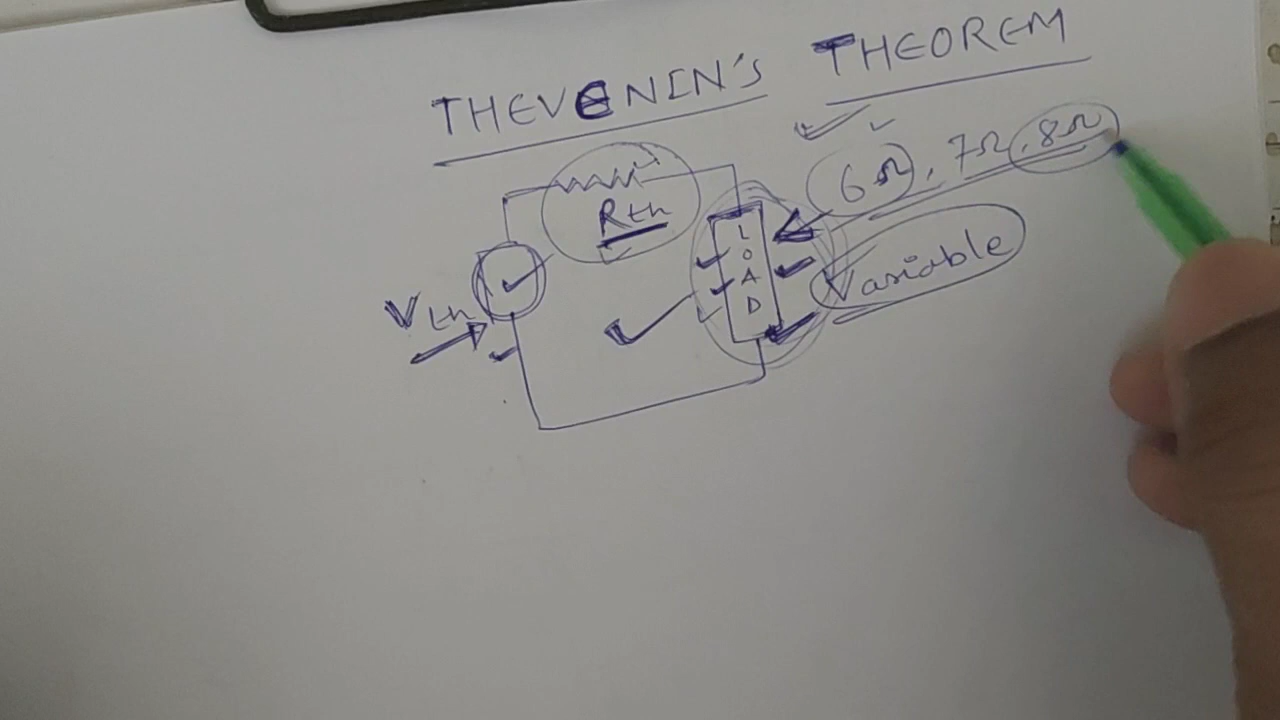 THEVENIN'S THEOREM
6Ω, 7Ω, 8Ω
Rth
LOAD
Variable
Vth